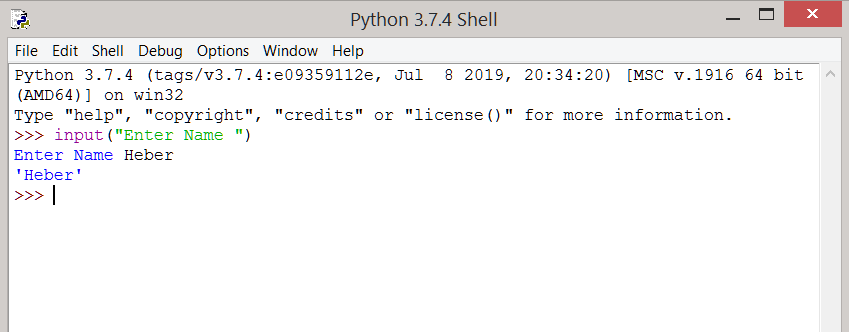 Python 3.7.4 Shell
File Edit Shell Debug Options Window Help
Python 3.7.4 (tags/v3.7.4:e09359112e, Jul  8 2019, 20:34:20) [MSC v.1916 64 bit
(AMD64)] on win32
Type "help", "copyright", "credits" or "license()" for more information.
>>> input("Enter Name ")
Enter Name Heber
'Heber'
>>>